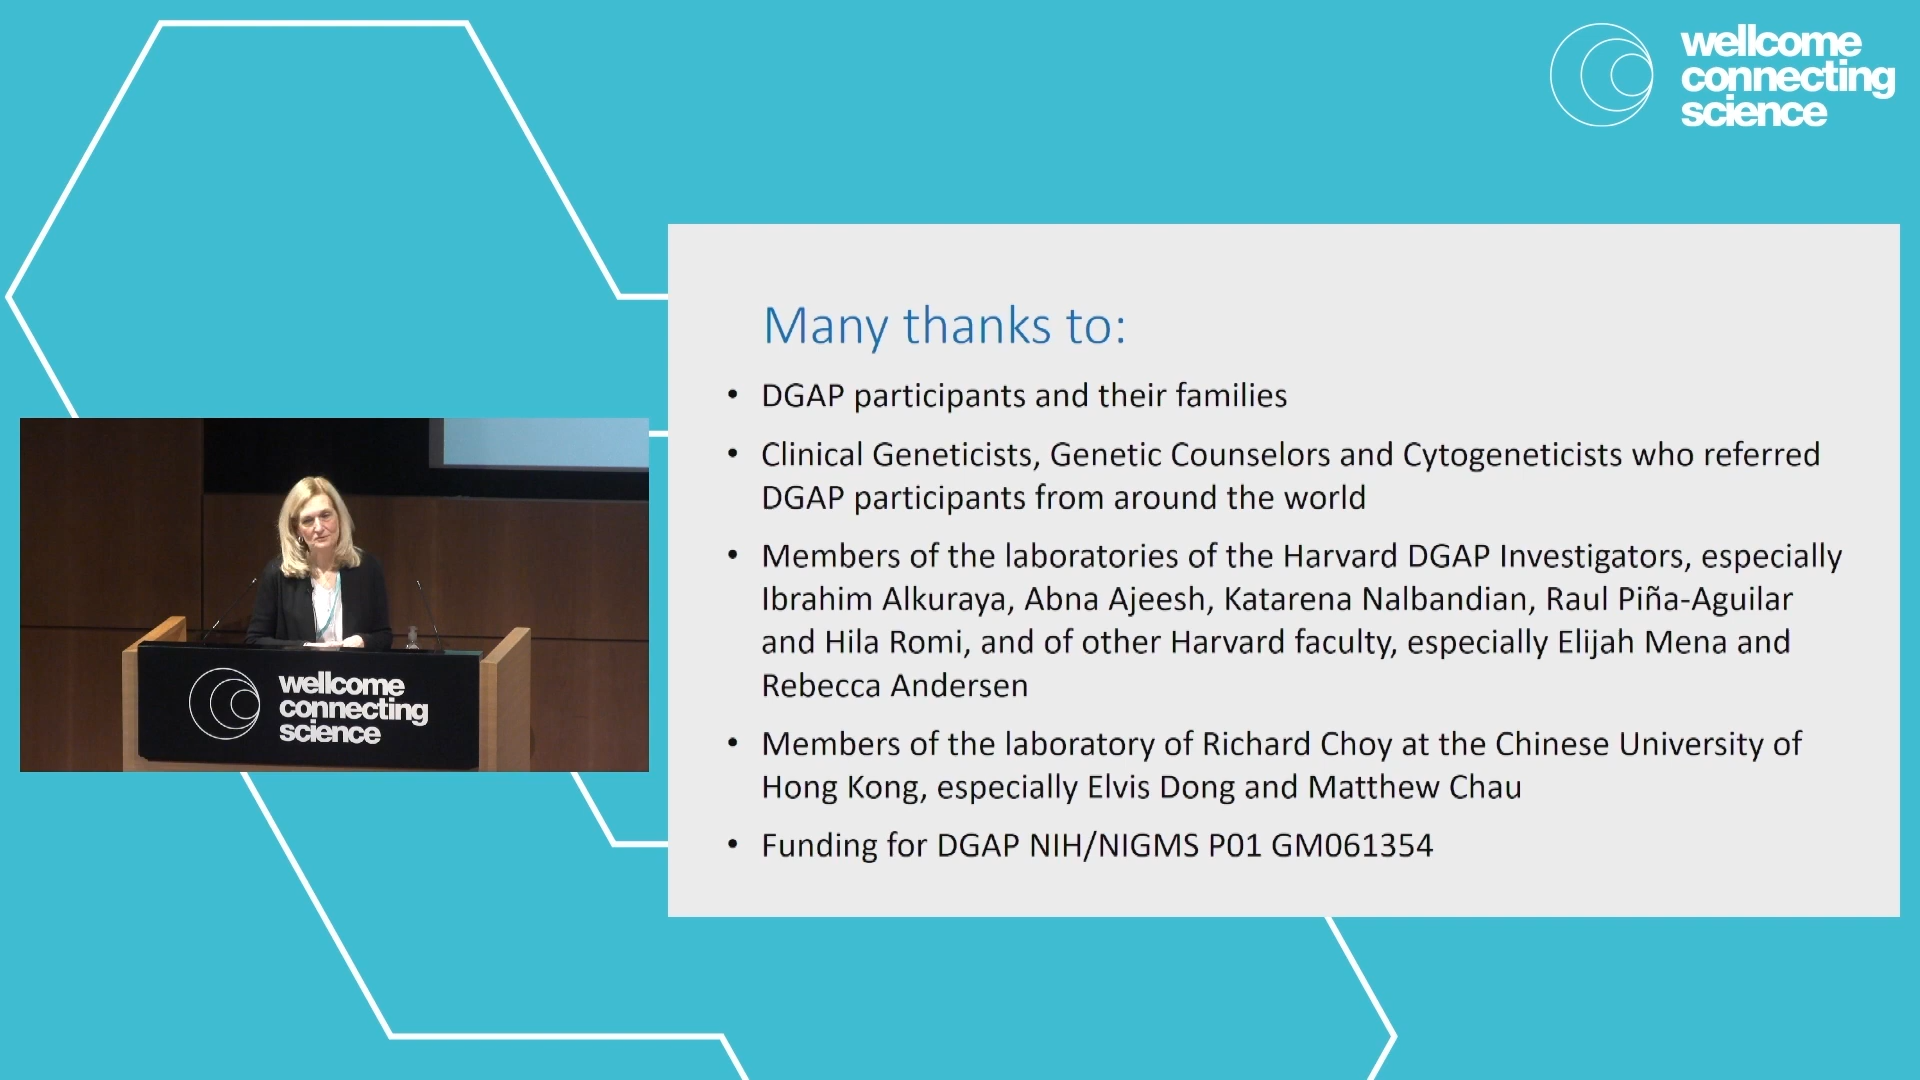 wellcome
connecting
science
Many thanks to:
• DGAP participants and their families
• Clinical Geneticists, Genetic Counselors and Cytogeneticists who referred
DGAP participants from around the world
• Members of the laboratories of the Harvard DGAP Investigators, especially
Ibrahim Alkuraya, Abna Ajeesh, Katarena Nalbandian, Raul Piña-Aguilar
and Hila Romi, and of other Harvard faculty, especially Elijah Mena and
Rebecca Andersen
• Members of the laboratory of Richard Choy at the Chinese University of
Hong Kong, especially Elvis Dong and Matthew Chau
• Funding for DGAP NIH/NIGMS P01 GM061354
wellcome
connecting
science